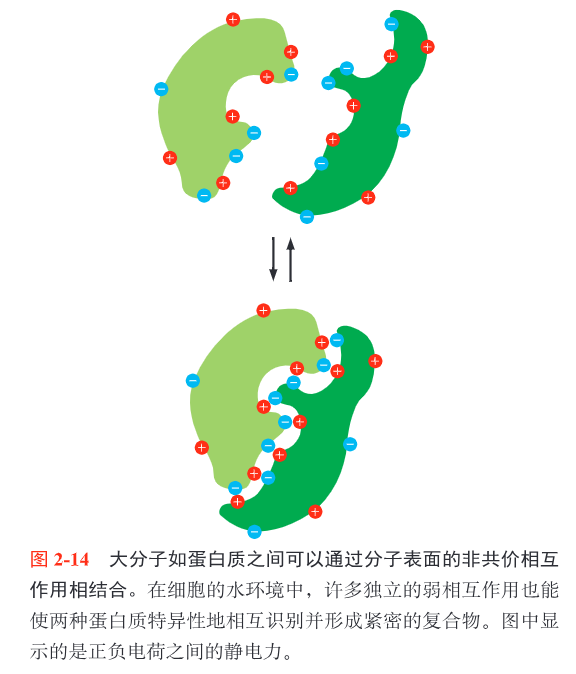 图 2-14 大分子如蛋白质之间可以通过分子表面的非共价相互
作用相结合。在细胞的水环境中，许多独立的弱相互作用也能
使两种蛋白质特异性地相互识别并形成紧密的复合物。图中显
示的是正负电荷之间的静电力。